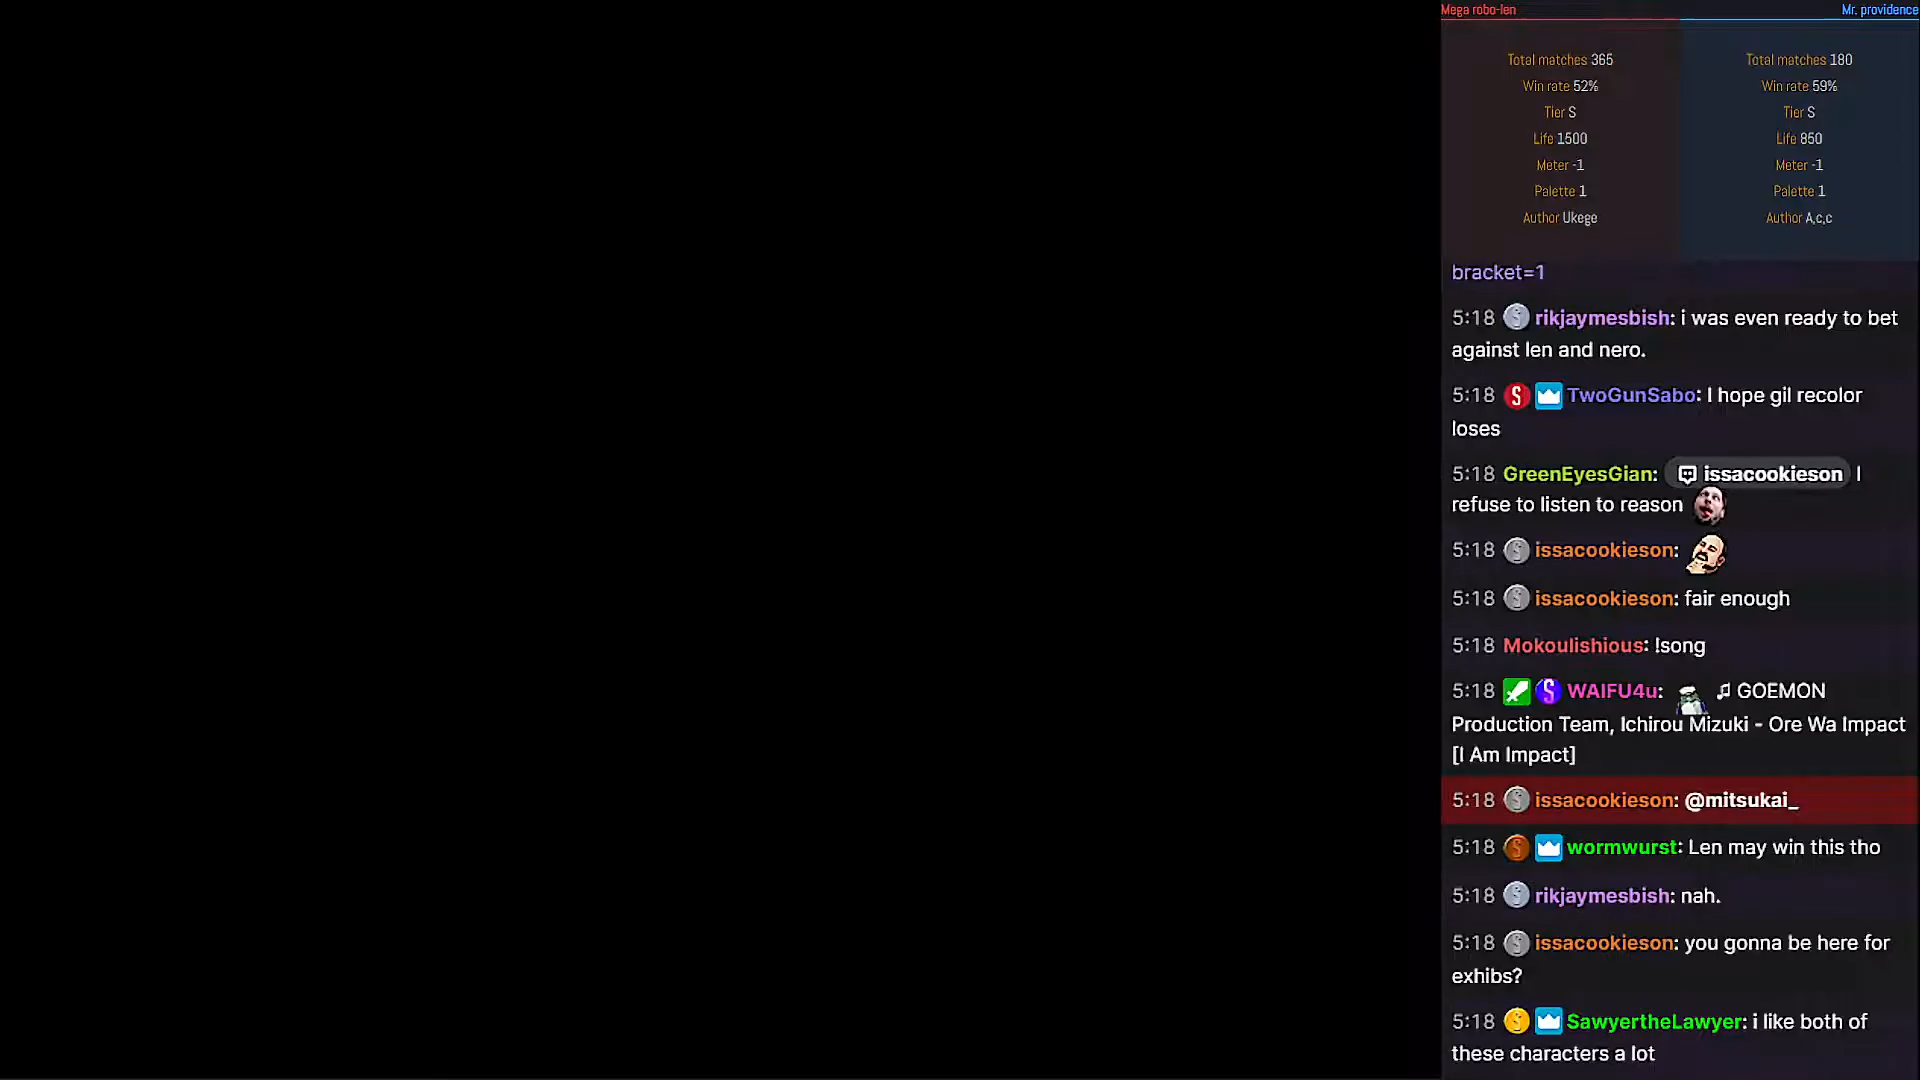 Mega robo-len Mr. providence
Total matches 365 Total matches 180
Win rate 52% Win rate 59%
Tier S Tier S
Life 1500 Life 850
Meter -1 Meter -1
Palette 1 Palette 1
Author Ukege Author A,c,c
bracket=1
5:18 rikjaymesbish: i was even ready to bet
against len and nero.
5:18 TwoGunSabo: I hope gil recolor
loses
5:18 GreenEyesGian: issacookieson I
refuse to listen to reason
5:18 issacookieson:
5:18 issacookieson: fair enough
5:18 Mokoulishious: !song
5:18 WAIFU4u: ♫ GOEMON
Production Team, Ichirou Mizuki - Ore Wa Impact
[I Am Impact]
5:18 issacookieson: @mitsukai_
5:18 wormwurst: Len may win this tho
5:18 rikjaymesbish: nah.
5:18 issacookieson: you gonna be here for
exhibs?
5:18 SawyertheLawyer: i like both of
these characters a lot